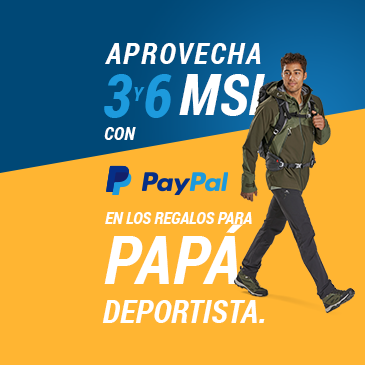 APROVECHA
3 Y 6 MSI
CON
PayPal
EN LOS REGALOS PARA
PAPÁ
DEPORTISTA.